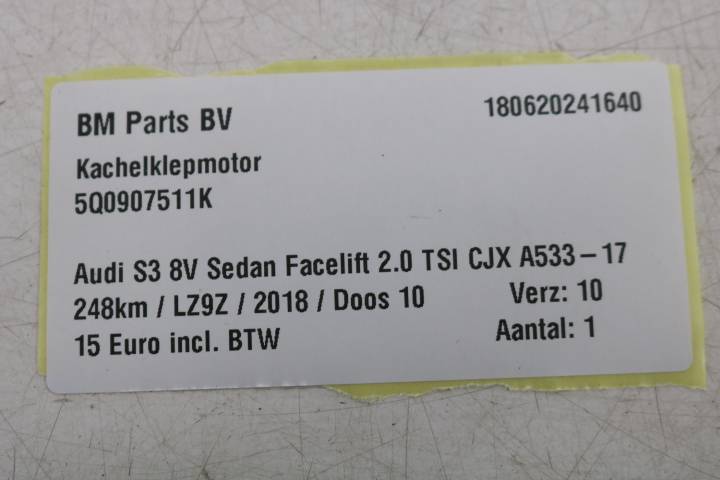 BM Parts BV 180620241640
Kachelklepmotor
5Q0907511K
Audi S3 8V Sedan Facelift 2.0 TSI CJX A533-17
248km / LZ9Z / 2018 / Doos 10 Verz: 10
15 Euro incl. BTW Aantal: 1